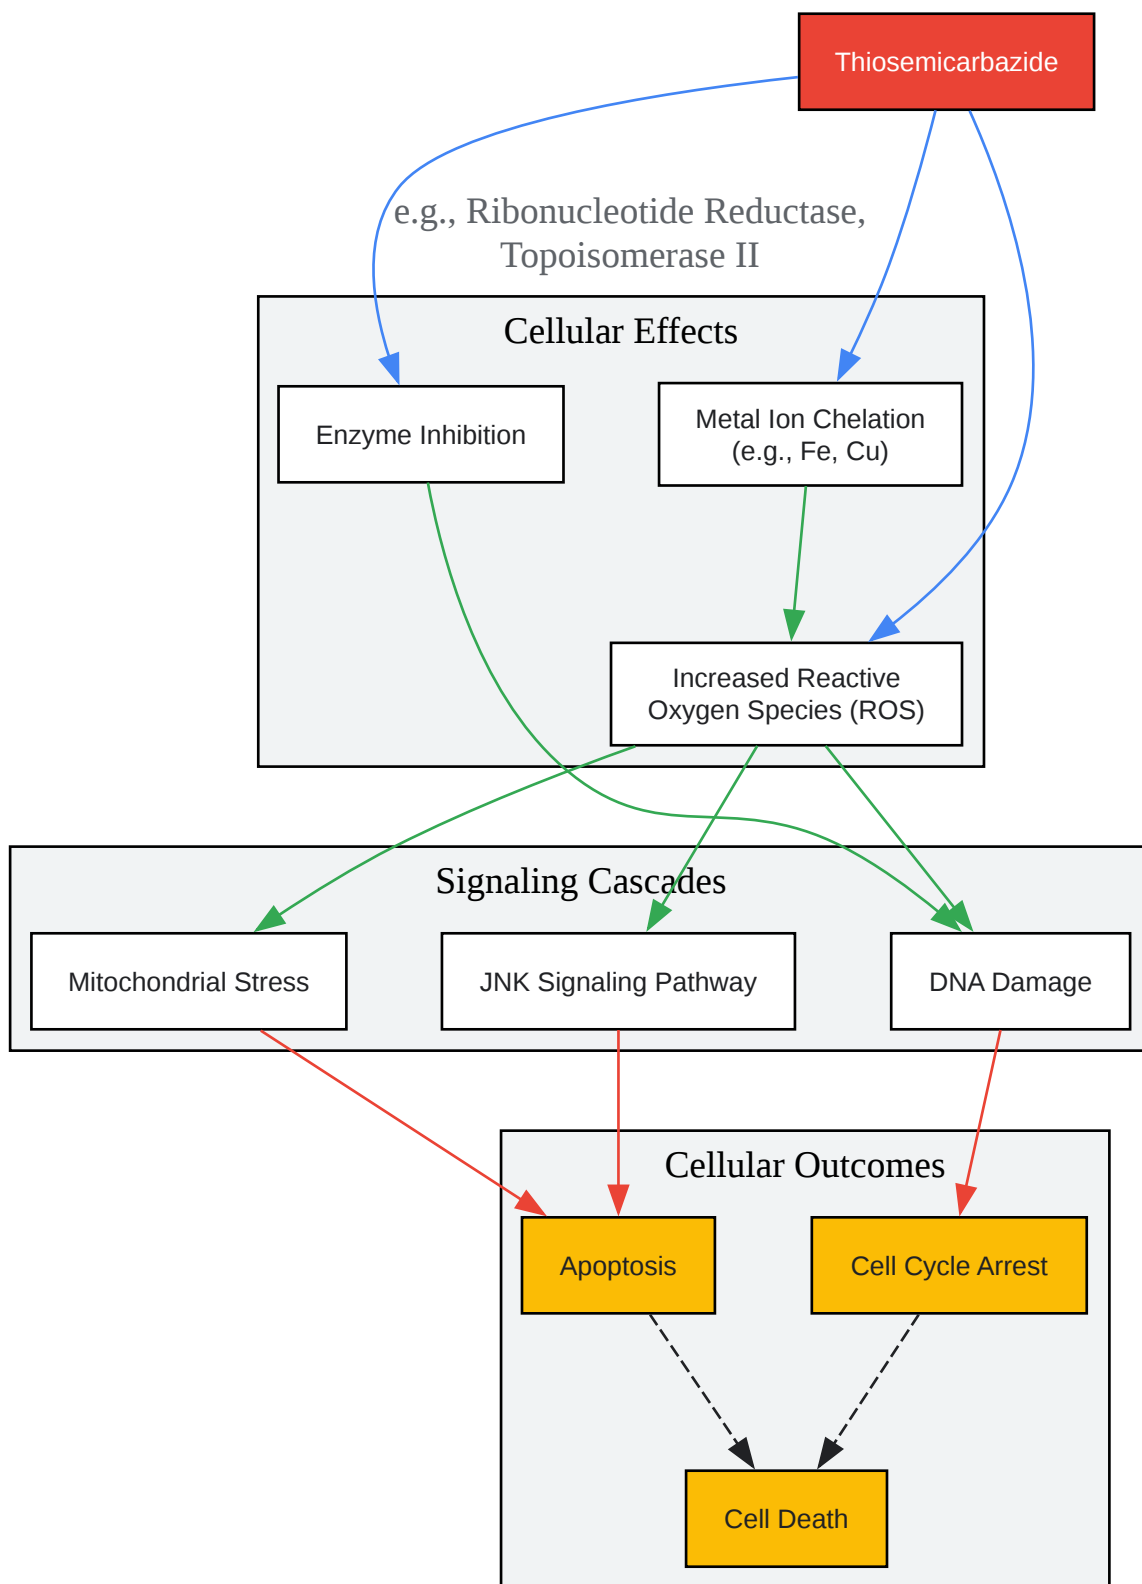 Thiosemicarbazide
e.g., Ribonucleotide Reductase,
Topoisomerase II
Cellular Effects
Enzyme Inhibition
Metal Ion Chelation
(e.g., Fe, Cu)
Increased Reactive
Oxygen Species (ROS)
Signaling Cascades
Mitochondrial Stress
JNK Signaling Pathway
DNA Damage
Cellular Outcomes
Apoptosis
Cell Cycle Arrest
Cell Death